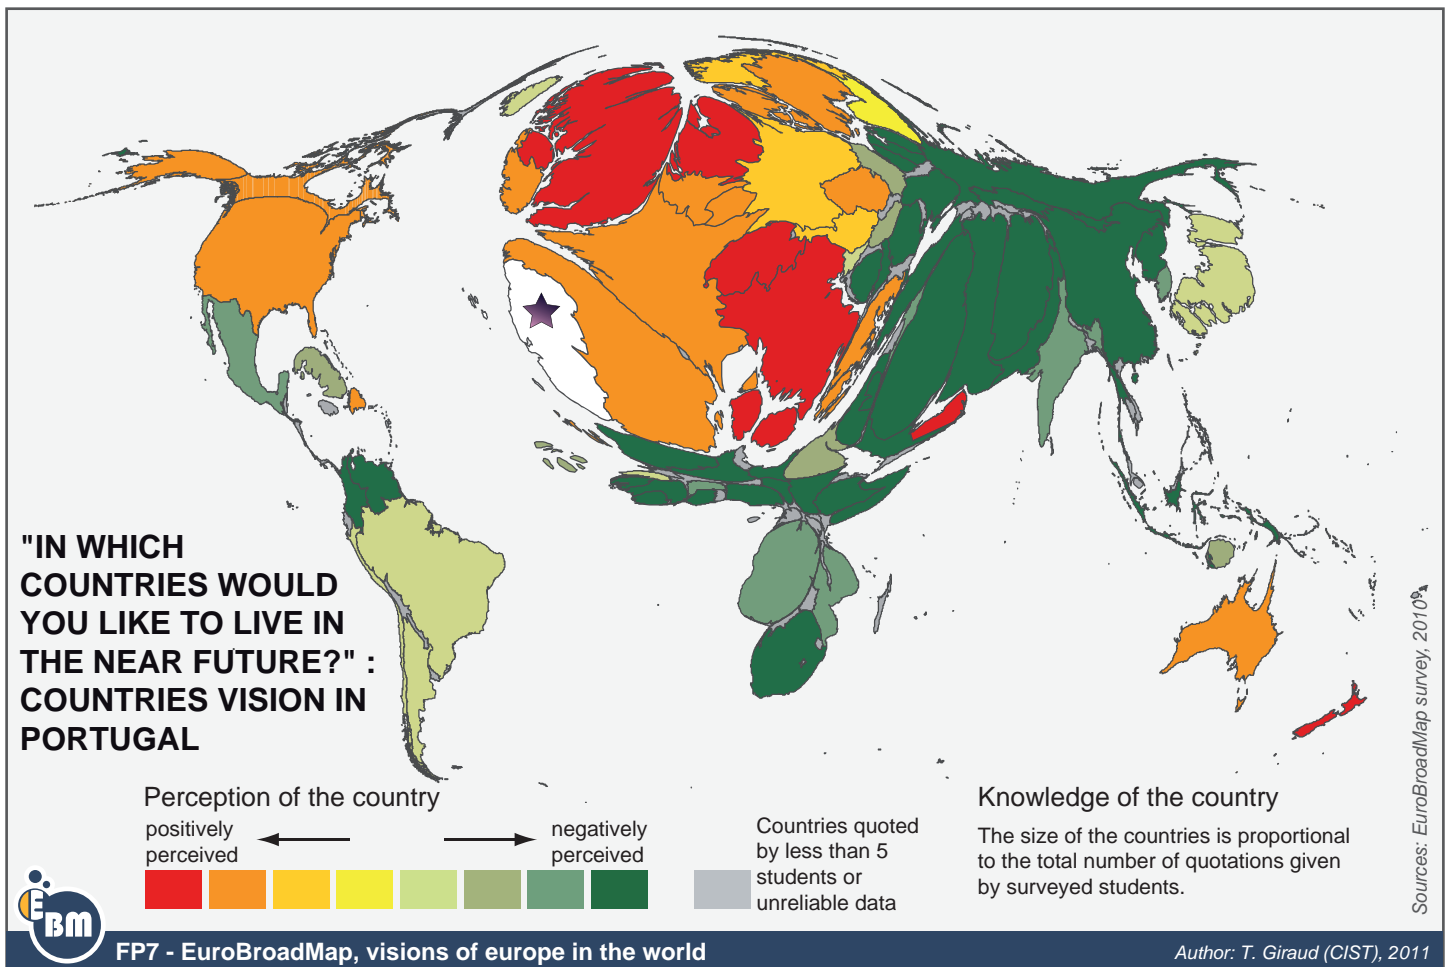 "IN WHICH
COUNTRIES WOULD
YOU LIKE TO LIVE IN
THE NEAR FUTURE?" :
COUNTRIES VISION IN
PORTUGAL
Perception of the country
positively
perceived
negatively
perceived
Countries quoted
by less than 5
students or
unreliable data
Knowledge of the country
The size of the countries is proportional
to the total number of quotations given
by surveyed students.
Sources: EuroBroadMap survey, 2010
EBM
FP7 - EuroBroadMap, visions of europe in the world
Author: T. Giraud (CIST), 2011